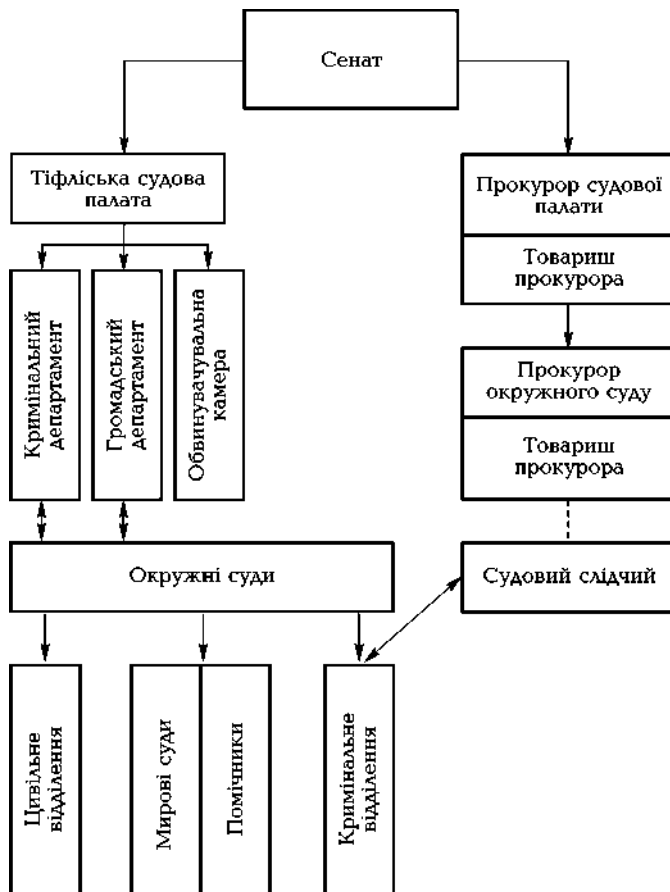 Сенат
Тіфліська судова
палата
Прокурор судової
палати
Товариш
прокурора
Кримінальний
департамент
Громадський
департамент
Обвинувачувальна
камера
Прокурор
окружного суду
Товариш
прокурора
Окружні суди
Судовий слідчий
Цивільне
відділення
Мирові суди
Помічники
Кримінальне
відділення